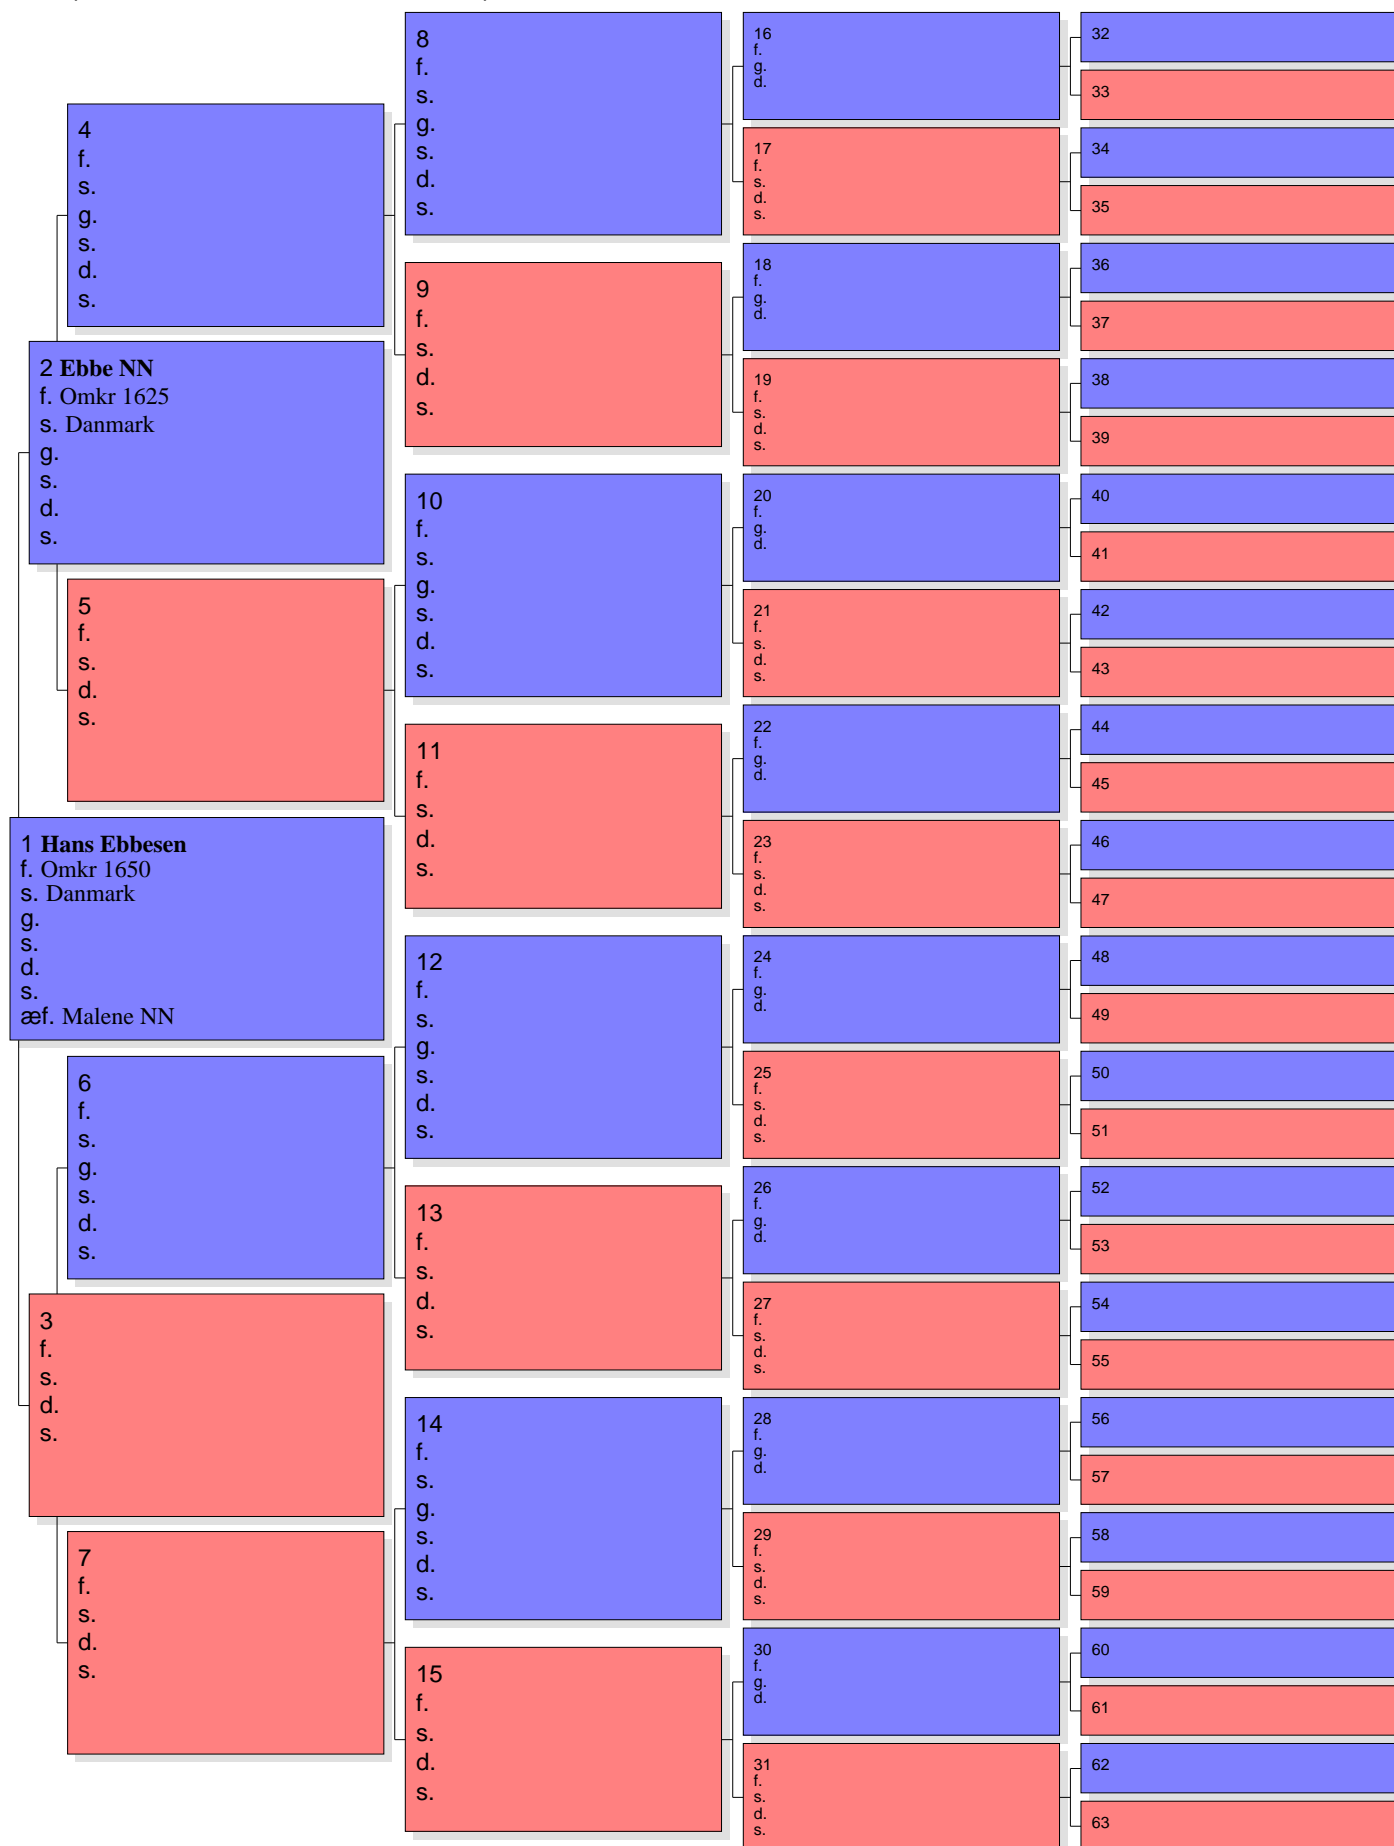 1 Hans Ebbesen
f. Omkr 1650
s. Danmark
g.
s.
d.
s.
æf. Malene NN
2 Ebbe NN
f. Omkr 1625
s. Danmark
g.
s.
d.
s.
3
f.
s.
d.
s.
4
f.
s.
g.
s.
d.
s.
5
f.
s.
d.
s.
6
f.
s.
g.
s.
d.
s.
7
f.
s.
d.
s.
8
f.
s.
g.
s.
d.
s.
9
f.
s.
d.
s.
10
f.
s.
g.
s.
d.
s.
11
f.
s.
d.
s.
12
f.
s.
g.
s.
d.
s.
13
f.
s.
d.
s.
14
f.
s.
g.
s.
d.
s.
15
f.
s.
d.
s.
16
f.
g.
d.
17
f.
s.
d.
s.
18
f.
g.
d.
19
f.
s.
d.
s.
20
f.
g.
d.
21
f.
s.
d.
s.
22
f.
g.
d.
23
f.
s.
d.
s.
24
f.
g.
d.
25
f.
s.
d.
s.
26
f.
g.
d.
27
f.
s.
d.
s.
28
f.
g.
d.
29
f.
s.
d.
s.
30
f.
g.
d.
31
f.
s.
d.
s.
32
33
34
35
36
37
38
39
40
41
42
43
44
45
46
47
48
49
50
51
52
53
54
55
56
57
58
59
60
61
62
63